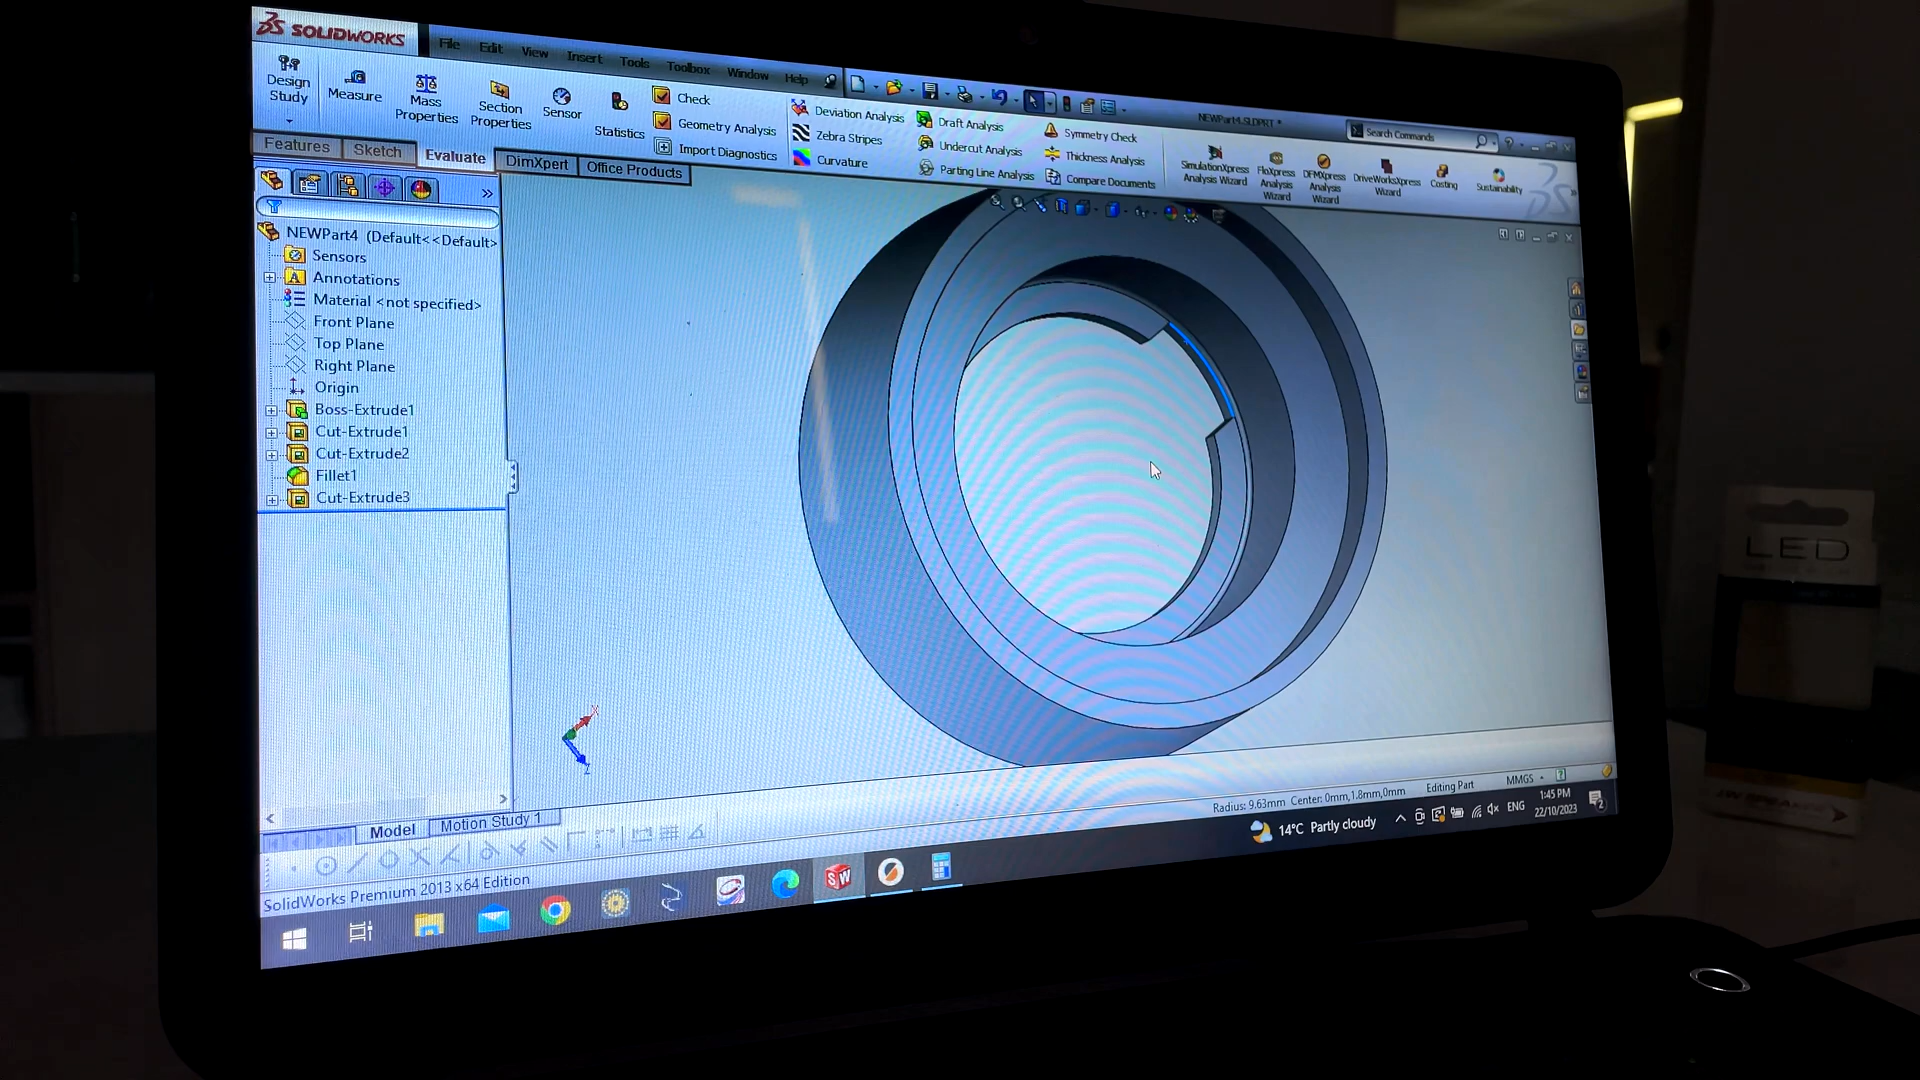 SOLIDWORKS
File Edit View Insert Tools Toolbox Window Help
NEWPart4.SLDPRT *
Search Commands
Design Study
Measure
Mass Properties
Section Properties
Sensor
Statistics
Check
Geometry Analysis
Import Diagnostics
Deviation Analysis
Zebra Stripes
Curvature
Draft Analysis
Undercut Analysis
Parting Line Analysis
Symmetry Check
Thickness Analysis
Compare Documents
SimulationXpress Analysis Wizard
FloXpress Analysis Wizard
DFMXpress Analysis Wizard
DriveWorksXpress Wizard
Costing
Sustainability
Features Sketch Evaluate DimXpert Office Products
NEWPart4 (Default<<Default>
Sensors
Annotations
Material <not specified>
Front Plane
Top Plane
Right Plane
Origin
Boss-Extrude1
Cut-Extrude1
Cut-Extrude2
Fillet1
Cut-Extrude3
X
Z
Model Motion Study 1
Radius: 9.63mm Center: 0mm,1.8mm,0mm Editing Part MMGS
SolidWorks Premium 2013 x64 Edition
14°C Partly cloudy
ENG
1:45 PM
22/10/2023
2
LED